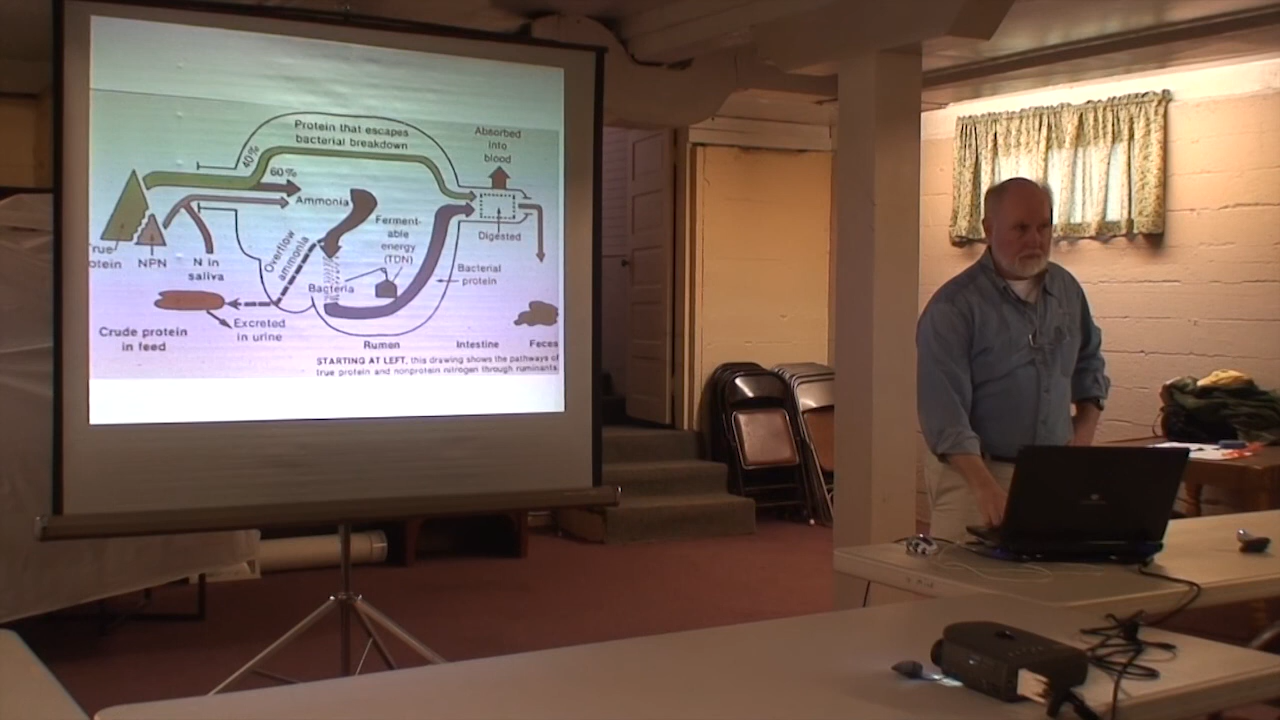 Protein that escapes
bacterial breakdown
Absorbed
into
blood
40%
60%
Ammonia
Ferment-
able
energy
(TDN)
Digested
rue
otein
NPN
N in
saliva
Overflow
ammonia
Bacteria
Bacterial
protein
Excreted
in urine
Crude protein
in feed
Rumen
Intestine
Feces
STARTING AT LEFT, this drawing shows the pathways of
true protein and nonprotein nitrogen through ruminants.